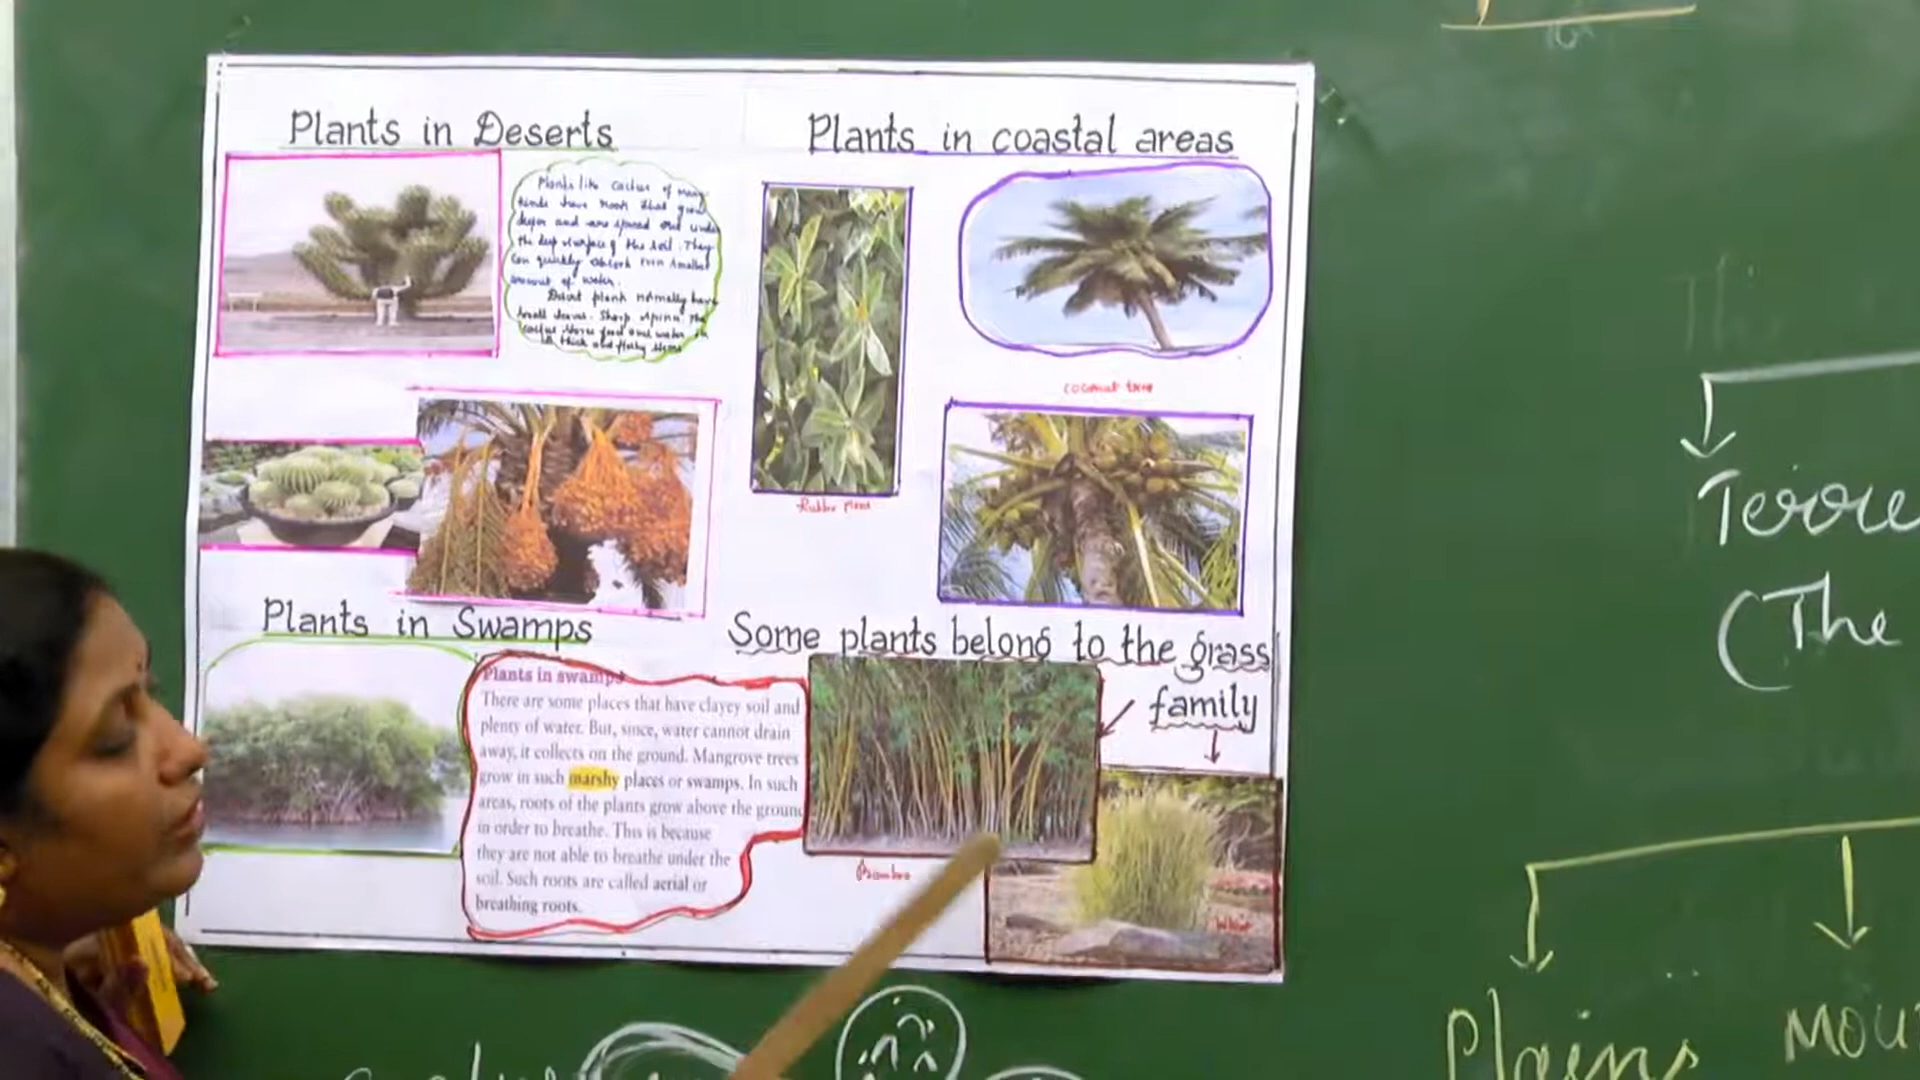 Plants in Deserts
Plants like cactus of many
kinds have roots that grow
deeper and are spread out under
the deep surface of the soil. They
can quickly absorb even smallest
amount of water.
Desert plants normally have
small leaves. Sharp spines. The
cactus stores food and water in
thick and fleshy stems
Plants in coastal areas
Rubber plant
coconut tree
Plants in Swamps
Plants in swamps
There are some places that have clayey soil and
plenty of water. But, since, water cannot drain
away, it collects on the ground. Mangrove trees
grow in such marshy places or swamps. In such
areas, roots of the plants grow above the ground
in order to breathe. This is because
they are not able to breathe under the
soil. Such roots are called aerial or
breathing roots.
Some plants belong to the grass
family
Bamboo
Terre
(The
Plains
Mou